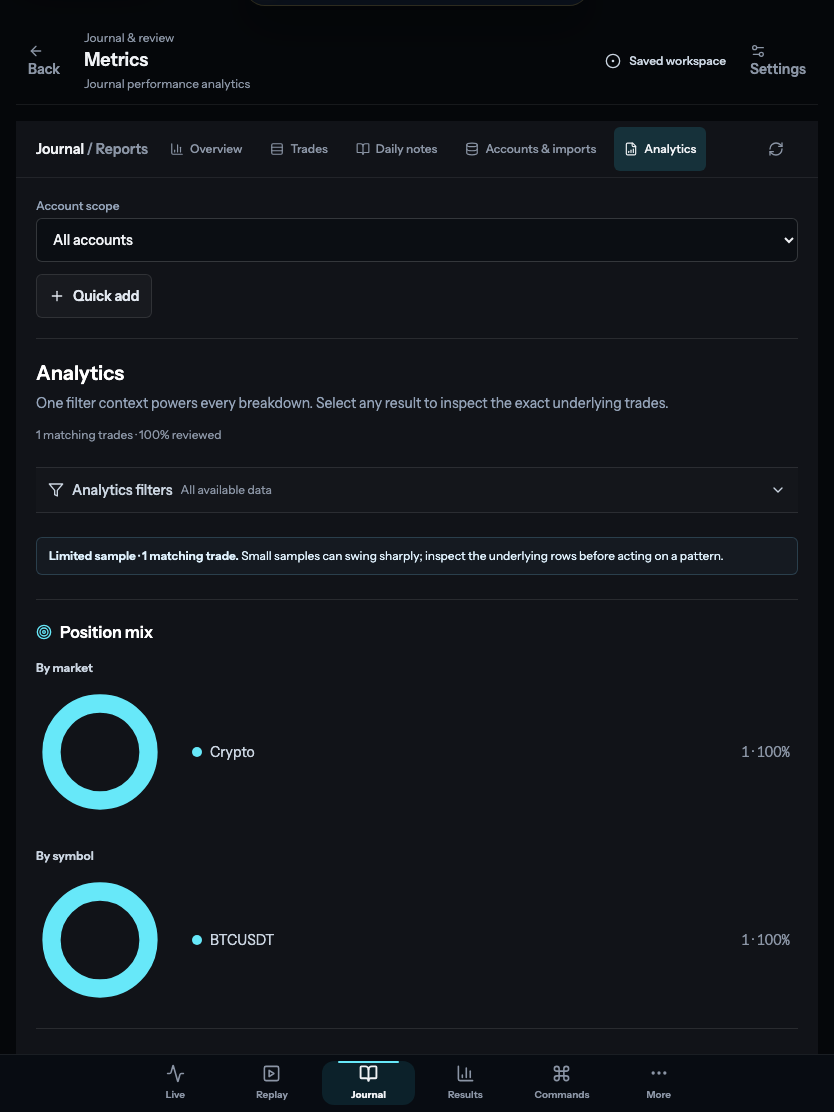 Journal & review
Back
Metrics
Journal performance analytics
Saved workspace
Settings
Journal / Reports
Overview
Trades
Daily notes
Accounts & imports
Analytics
Account scope
All accounts
Quick add
Analytics
One filter context powers every breakdown. Select any result to inspect the exact underlying trades.
1 matching trades · 100% reviewed
Analytics filters All available data
Limited sample · 1 matching trade. Small samples can swing sharply; inspect the underlying rows before acting on a pattern.
Position mix
By market
Crypto 1 · 100%
By symbol
BTCUSDT 1 · 100%
Live
Replay
Journal
Results
Commands
More